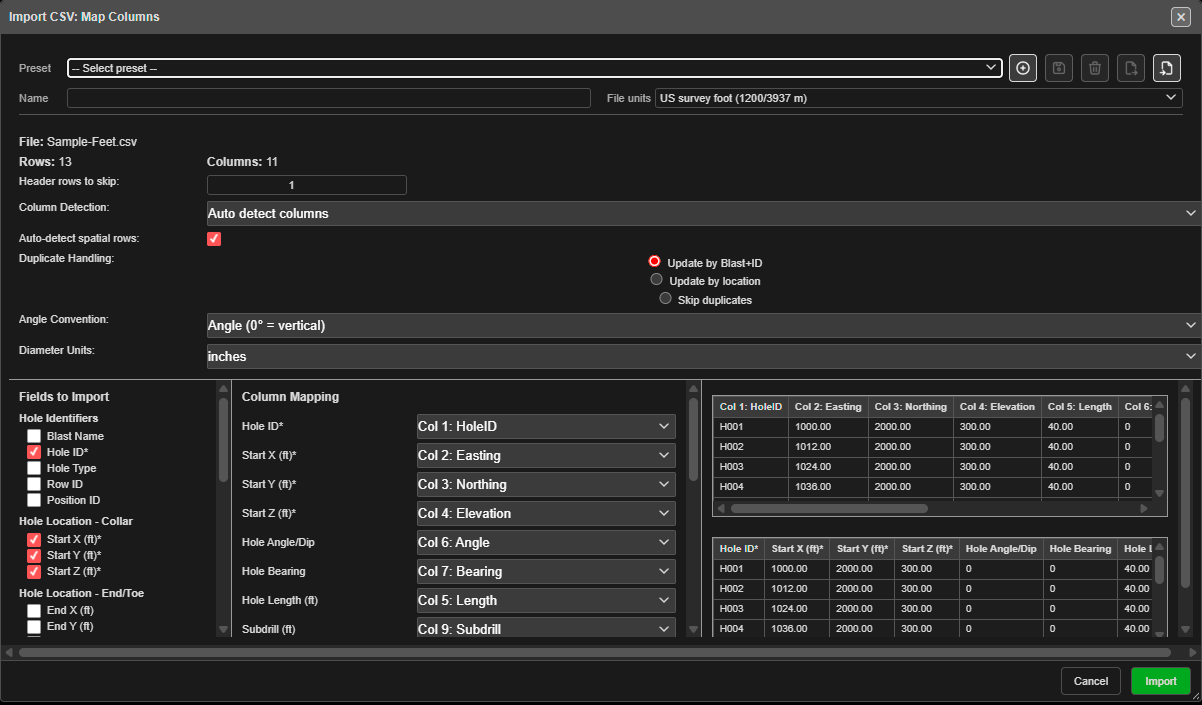 Import CSV: Map Columns
Preset -- Select preset --
Name File units US survey foot (1200/3937 m)
File: Sample-Feet.csv
Rows: 13 Columns: 11
Header rows to skip: 1
Column Detection: Auto detect columns
Auto-detect spatial rows:
Duplicate Handling:
Update by Blast+ID
Update by location
Skip duplicates
Angle Convention: Angle (0° = vertical)
Diameter Units: inches
Fields to Import
Hole Identifiers
Blast Name
Hole ID*
Hole Type
Row ID
Position ID
Hole Location - Collar
Start X (ft)*
Start Y (ft)*
Start Z (ft)*
Hole Location - End/Toe
End X (ft)
End Y (ft)
Column Mapping
Hole ID* Col 1: HoleID
Start X (ft)* Col 2: Easting
Start Y (ft)* Col 3: Northing
Start Z (ft)* Col 4: Elevation
Hole Angle/Dip Col 6: Angle
Hole Bearing Col 7: Bearing
Hole Length (ft) Col 5: Length
Subdrill (ft) Col 9: Subdrill
Col 1: HoleID Col 2: Easting Col 3: Northing Col 4: Elevation Col 5: Length Col 6:
H001 1000.00 2000.00 300.00 40.00 0
H002 1012.00 2000.00 300.00 40.00 0
H003 1024.00 2000.00 300.00 40.00 0
H004 1036.00 2000.00 300.00 40.00 0
Hole ID* Start X (ft)* Start Y (ft)* Start Z (ft)* Hole Angle/Dip Hole Bearing Hole L
H001 1000.00 2000.00 300.00 0 0 40.00
H002 1012.00 2000.00 300.00 0 0 40.00
H003 1024.00 2000.00 300.00 0 0 40.00
H004 1036.00 2000.00 300.00 0 0 40.00
Cancel Import